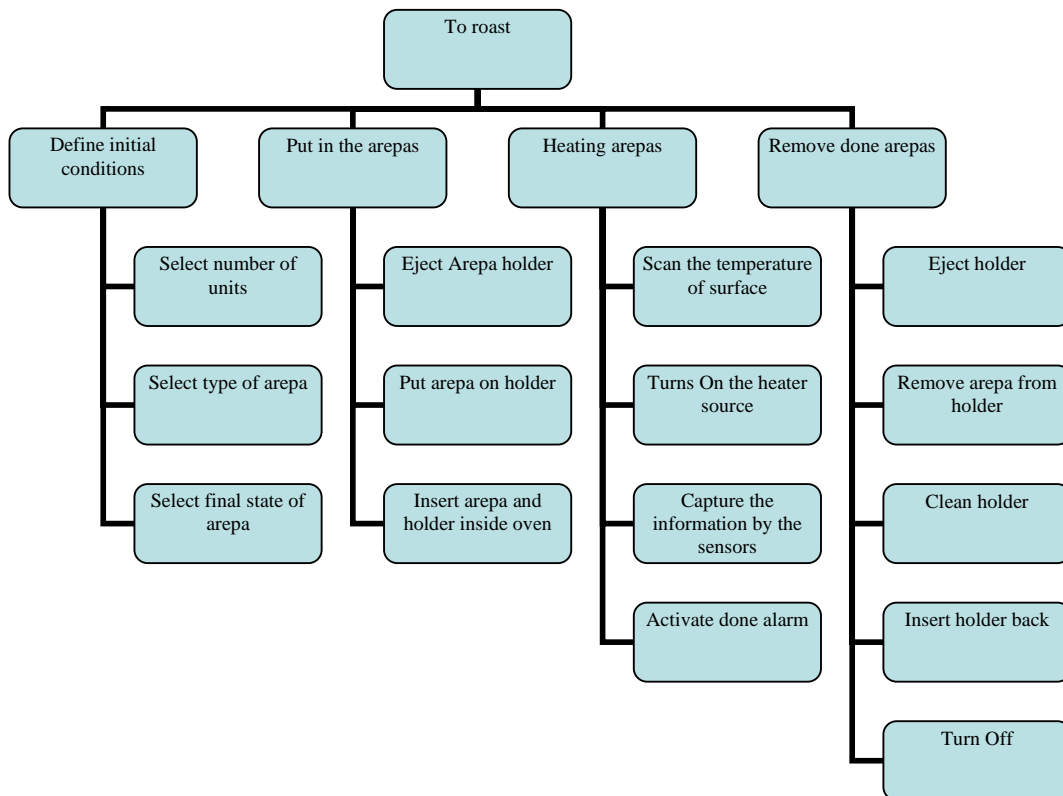 To roast
Define initial
conditions
Put in the arepas
Heating arepas
Remove done arepas
Select number of
units
Select type of arepa
Select final state of
arepa
Eject Arepa holder
Put arepa on holder
Insert arepa and
holder inside oven
Scan the temperature
of surface
Turns On the heater
source
Capture the
information by the
sensors
Activate done alarm
Eject holder
Remove arepa from
holder
Clean holder
Insert holder back
Turn Off